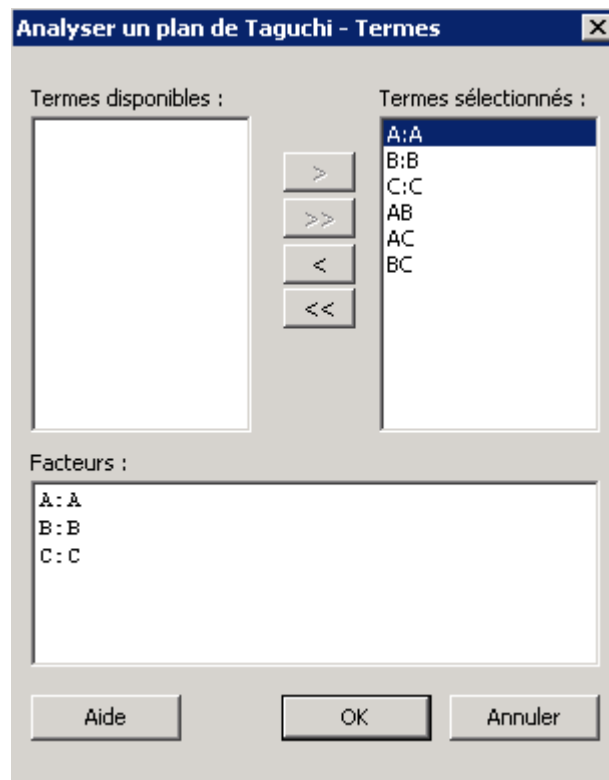 Analyser un plan de Taguchi - Termes
Termes disponibles :
Termes sélectionnés :
A:A
B:B
C:C
AB
AC
BC
>
>>
<
<<
Facteurs :
A:A
B:B
C:C
Aide
OK
Annuler